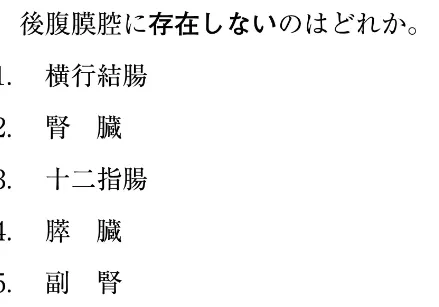 後腹膜腔に存在しないのはどれか。
1. 横行結腸
2. 腎　臓
3. 十二指腸
4. 膵　臓
5. 副　腎